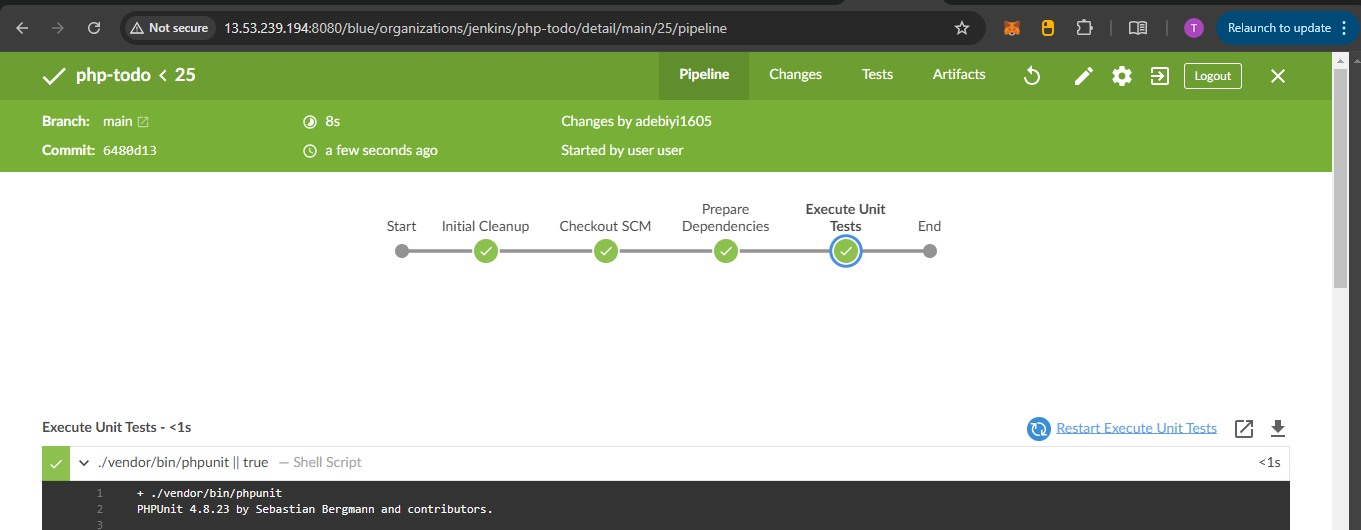 Not secure 13.53.239.194:8080/blue/organizations/jenkins/php-todo/detail/main/25/pipeline T Relaunch to update
php-todo < 25 Pipeline Changes Tests Artifacts Logout
Branch: main 8s Changes by adebiyi1605
Commit: 6480d13 a few seconds ago Started by user user
Start Initial Cleanup Checkout SCM Prepare Dependencies Execute Unit Tests End
Execute Unit Tests - <1s Restart Execute Unit Tests
./vendor/bin/phpunit || true — Shell Script <1s
1 + ./vendor/bin/phpunit
2 PHPUnit 4.8.23 by Sebastian Bergmann and contributors.
3